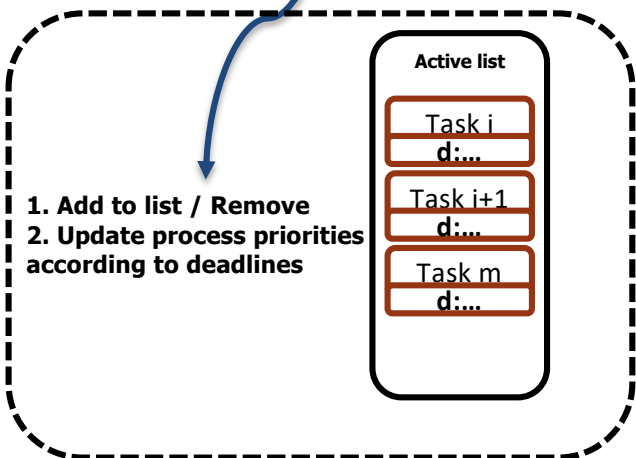 Active list
Task i
d:...
Task i+1
d:...
Task m
d:...
1. Add to list / Remove
2. Update process priorities
according to deadlines